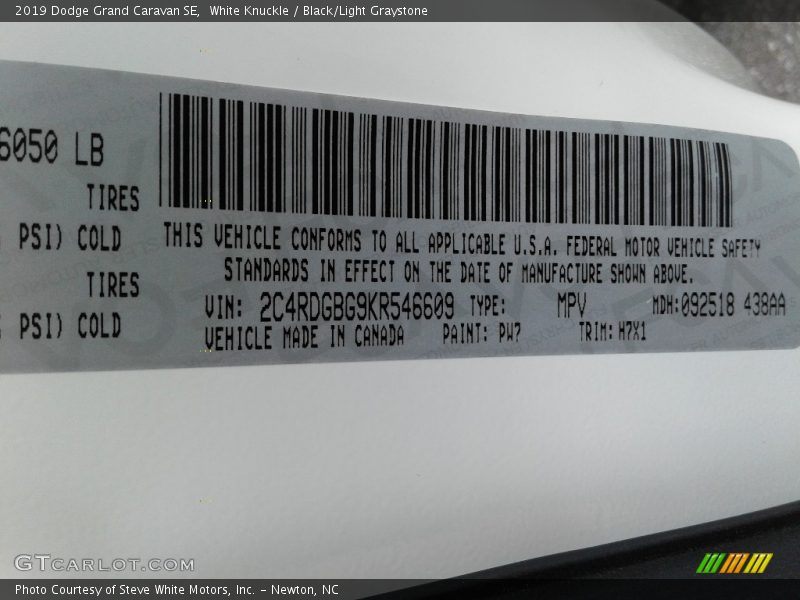 2019 Dodge Grand Caravan SE,  White Knuckle / Black/Light Graystone
6050 LB
TIRES
PSI) COLD
TIRES
PSI) COLD
THIS VEHICLE CONFORMS TO ALL APPLICABLE U.S.A. FEDERAL MOTOR VEHICLE SAFETY
STANDARDS IN EFFECT ON THE DATE OF MANUFACTURE SHOWN ABOVE.
VIN: 2C4RDGBG9KR546609 TYPE: MPV MDH:092518 438AA
VEHICLE MADE IN CANADA PAINT: PW7 TRIM: H7X1
GTCARLOT.COM
Photo Courtesy of Steve White Motors, Inc. – Newton, NC